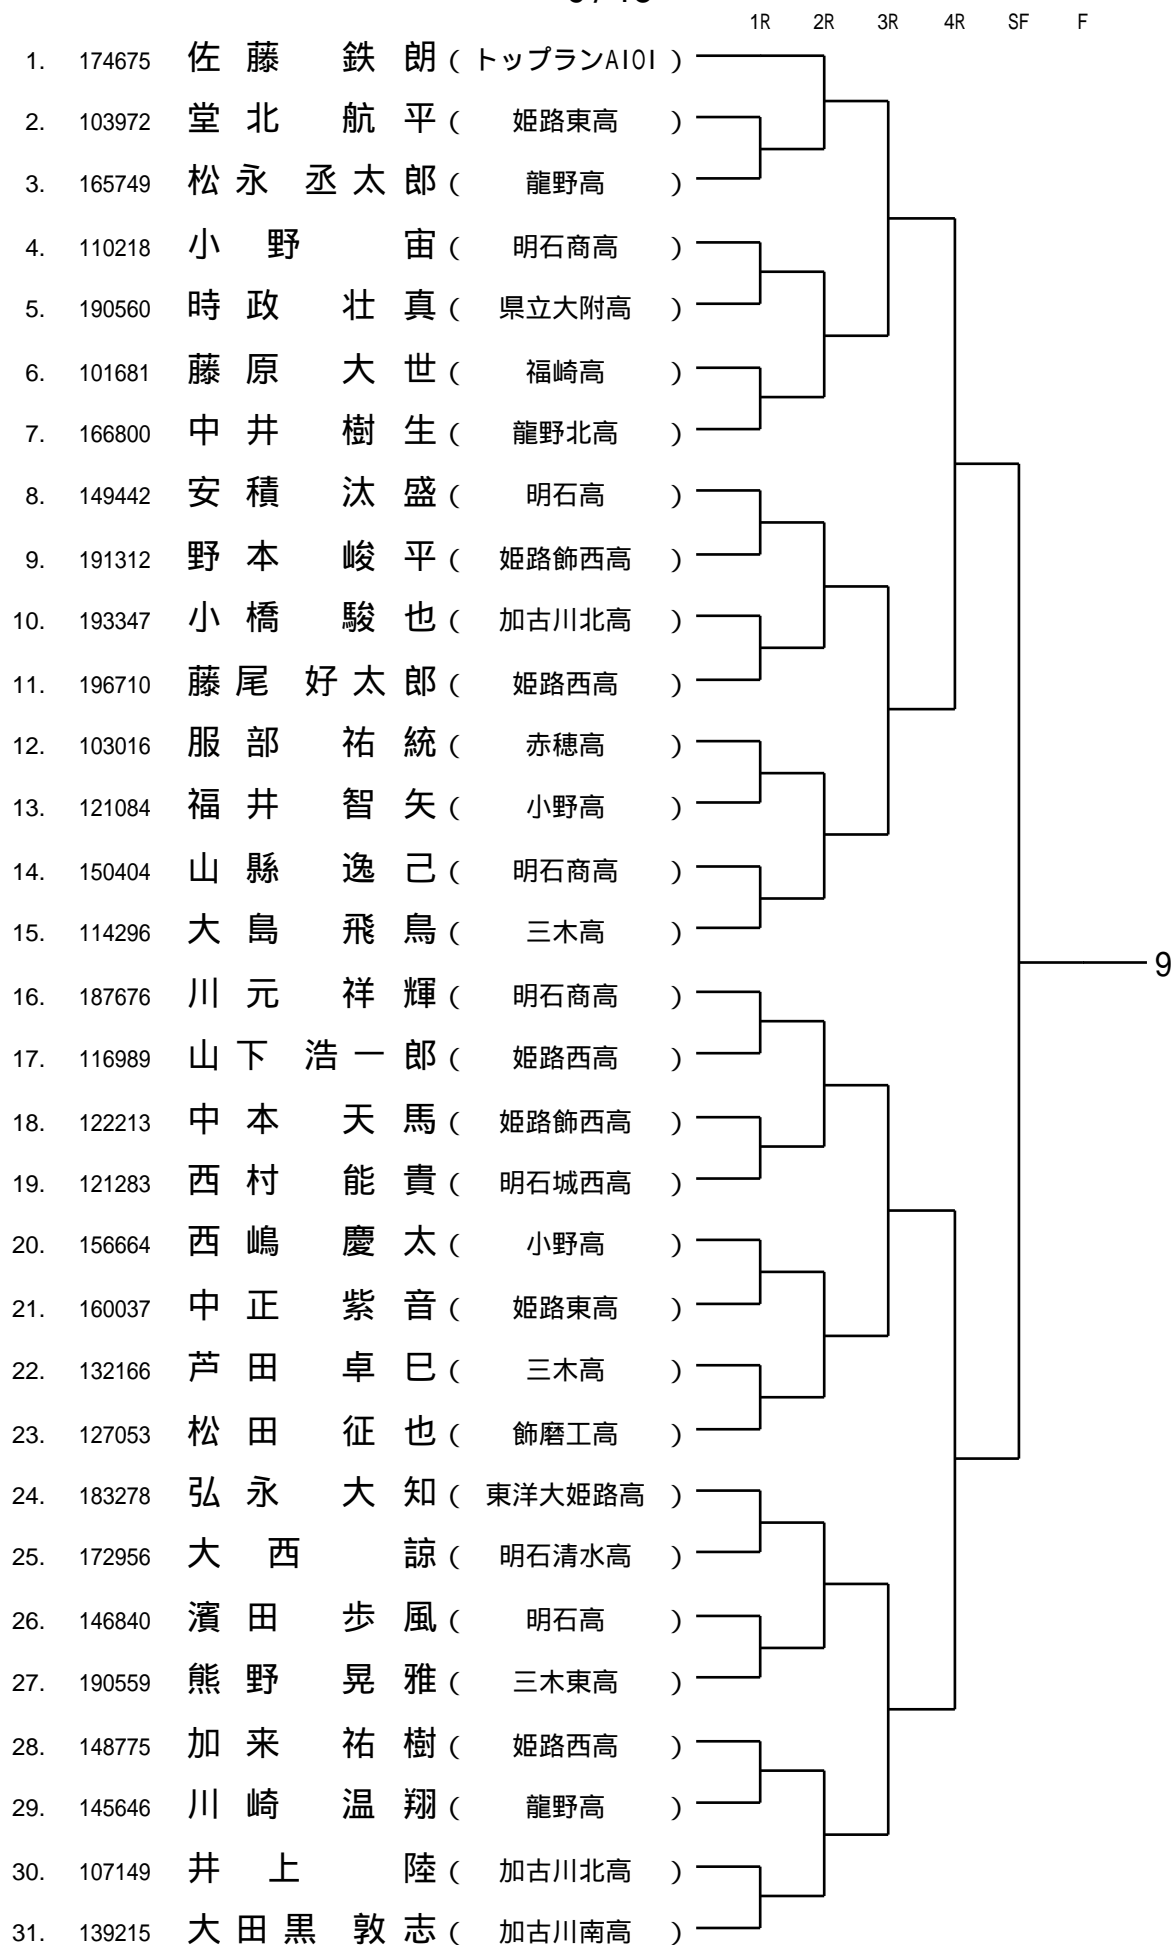 1R 2R 3R 4R SF F
1. 174675 佐藤 鉄朗 ( トップランAIOI )
2. 103972 堂北 航平 ( 姫路東高 )
3. 165749 松永 丞太郎 ( 龍野高 )
4. 110218 小野 宙 ( 明石商高 )
5. 190560 時政 壮真 ( 県立大附高 )
6. 101681 藤原 大世 ( 福崎高 )
7. 166800 中井 樹生 ( 龍野北高 )
8. 149442 安積 汰盛 ( 明石高 )
9. 191312 野本 峻平 ( 姫路飾西高 )
10. 193347 小橋 駿也 ( 加古川北高 )
11. 196710 藤尾 好太郎 ( 姫路西高 )
12. 103016 服部 祐統 ( 赤穂高 )
13. 121084 福井 智矢 ( 小野高 )
14. 150404 山縣 逸己 ( 明石商高 )
15. 114296 大島 飛鳥 ( 三木高 )
9
16. 187676 川元 祥輝 ( 明石商高 )
17. 116989 山下 浩一郎 ( 姫路西高 )
18. 122213 中本 天馬 ( 姫路飾西高 )
19. 121283 西村 能貴 ( 明石城西高 )
20. 156664 西嶋 慶太 ( 小野高 )
21. 160037 中正 紫音 ( 姫路東高 )
22. 132166 芦田 卓巳 ( 三木高 )
23. 127053 松田 征也 ( 飾磨工高 )
24. 183278 弘永 大知 ( 東洋大姫路高 )
25. 172956 大西 諒 ( 明石清水高 )
26. 146840 濱田 歩風 ( 明石高 )
27. 190559 熊野 晃雅 ( 三木東高 )
28. 148775 加来 祐樹 ( 姫路西高 )
29. 145646 川崎 温翔 ( 龍野高 )
30. 107149 井上 陸 ( 加古川北高 )
31. 139215 大田黒 敦志 ( 加古川南高 )